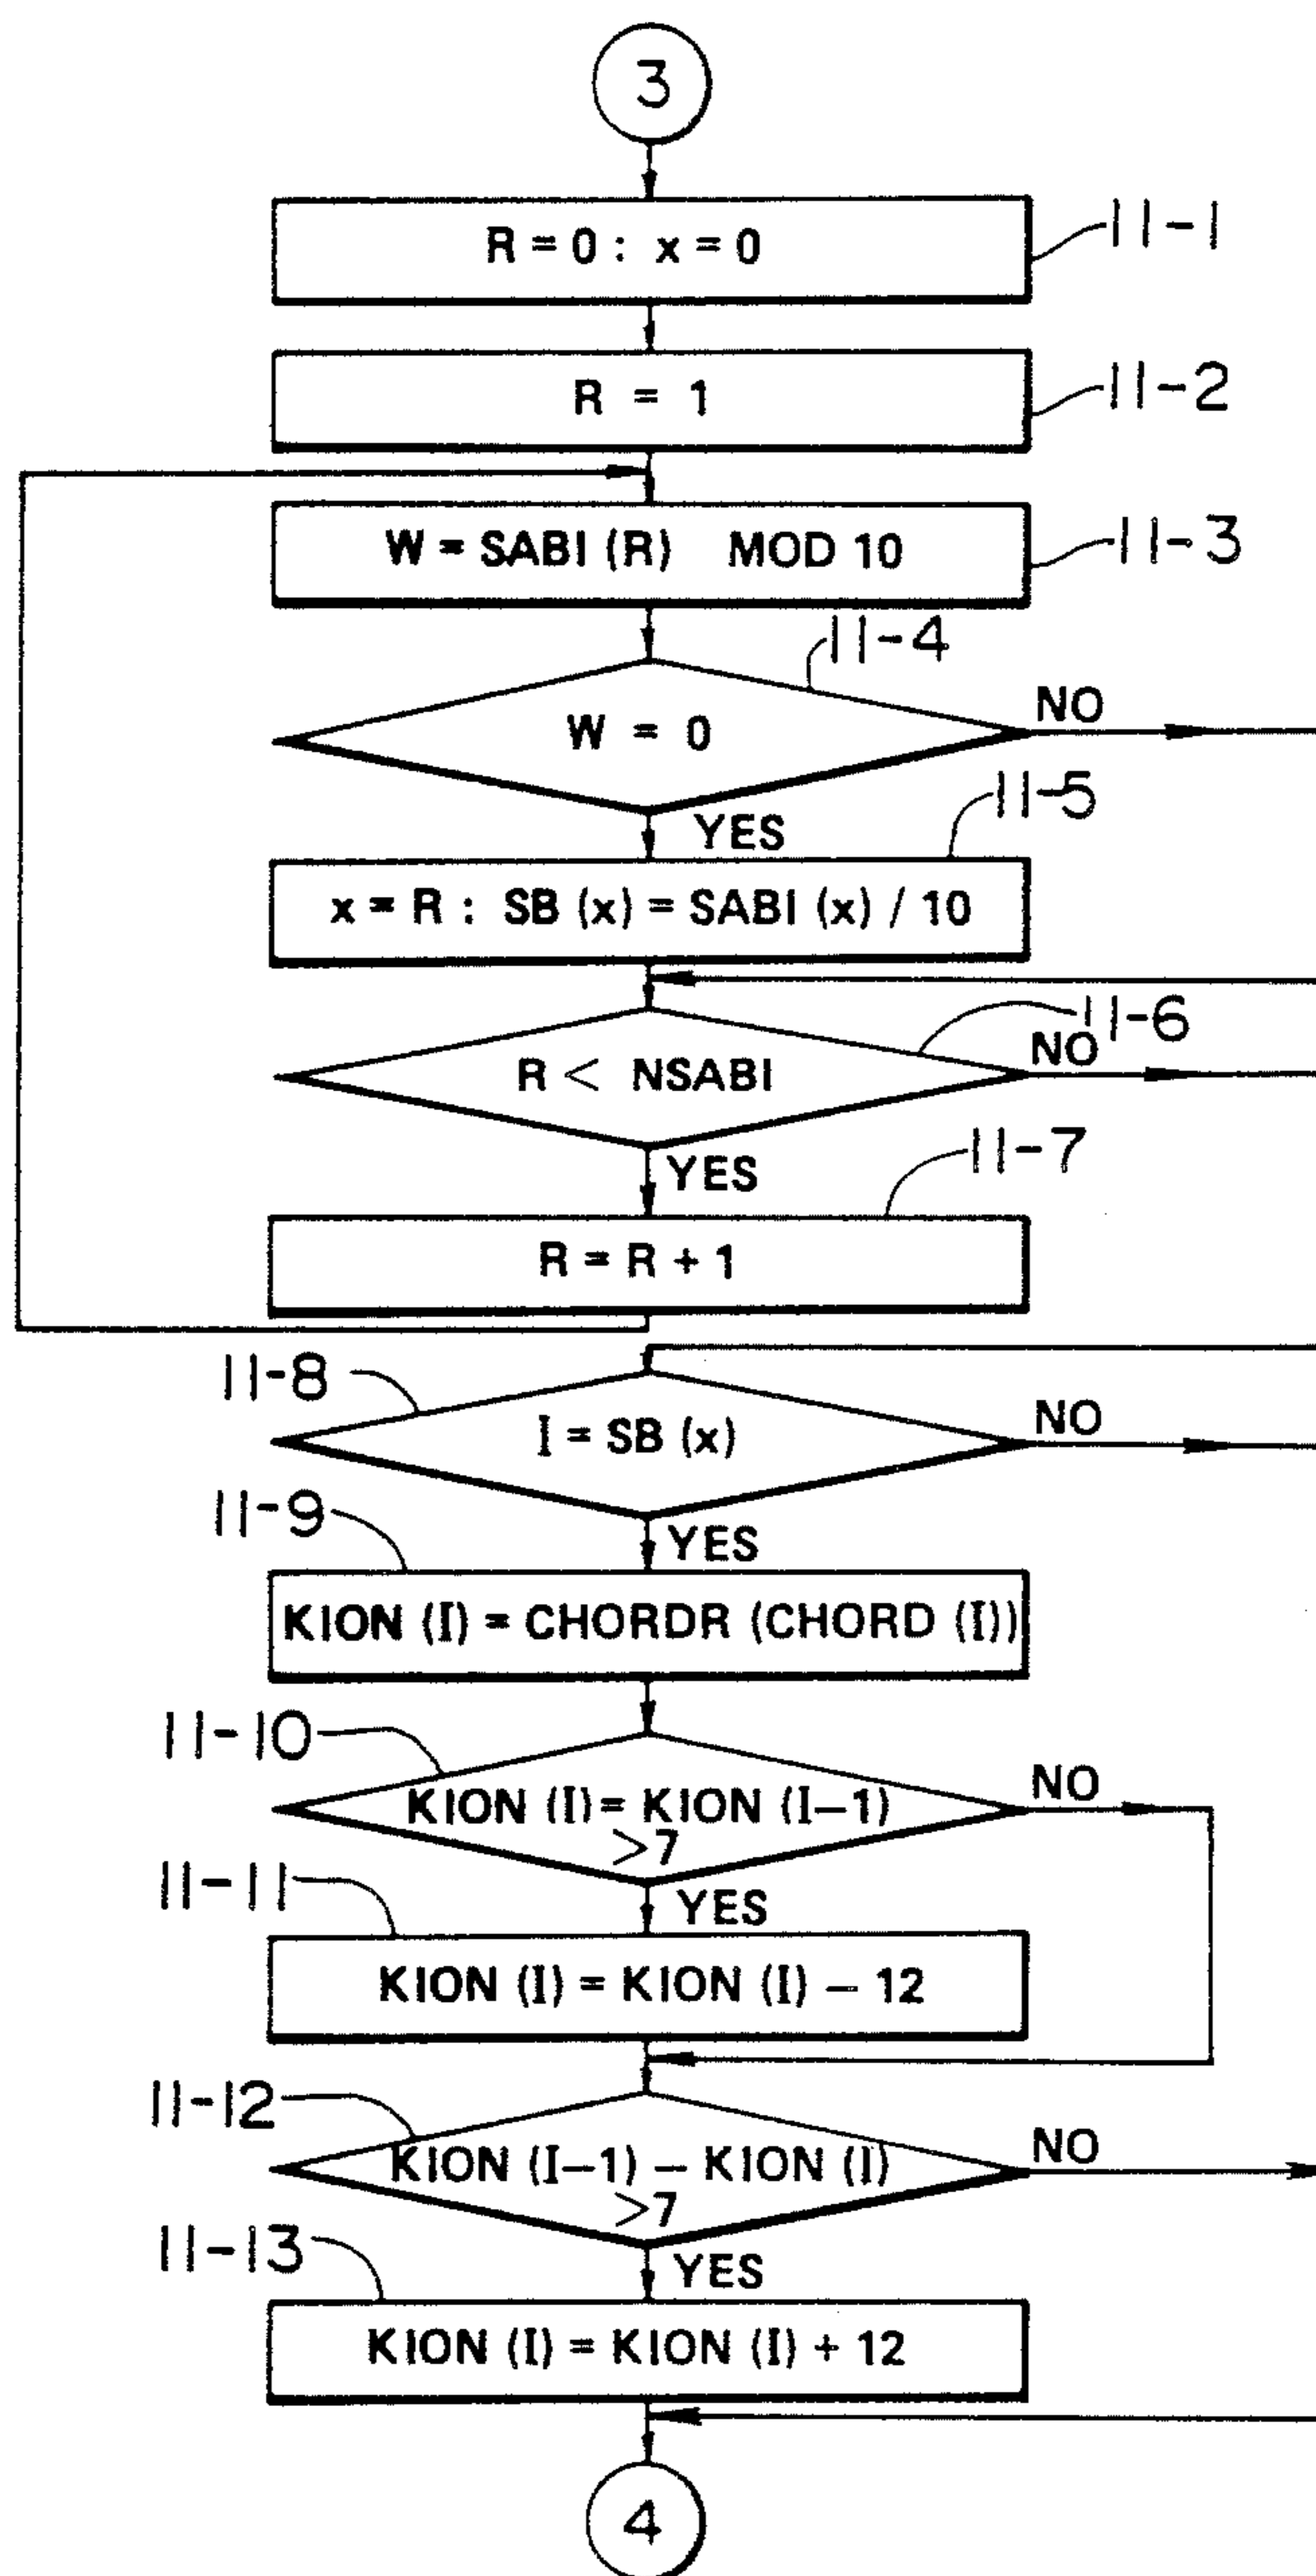 3
R = 0 : x = 0
11-1
R = 1
11-2
W = SABI (R) MOD 10
11-3
11-4
W = 0
NO
YES
11-5
x = R : SB (x) = SABI (x) / 10
11-6
R < NSABI
NO
YES
11-7
R = R + 1
11-8
I = SB (x)
NO
11-9
YES
KION (I) = CHORDR (CHORD (I))
11-10
KION (I) = KION (I-1)
>7
NO
11-11
YES
KION (I) = KION (I) – 12
11-12
KION (I-1) – KION (I)
>7
NO
11-13
YES
KION (I) = KION (I) + 12
4